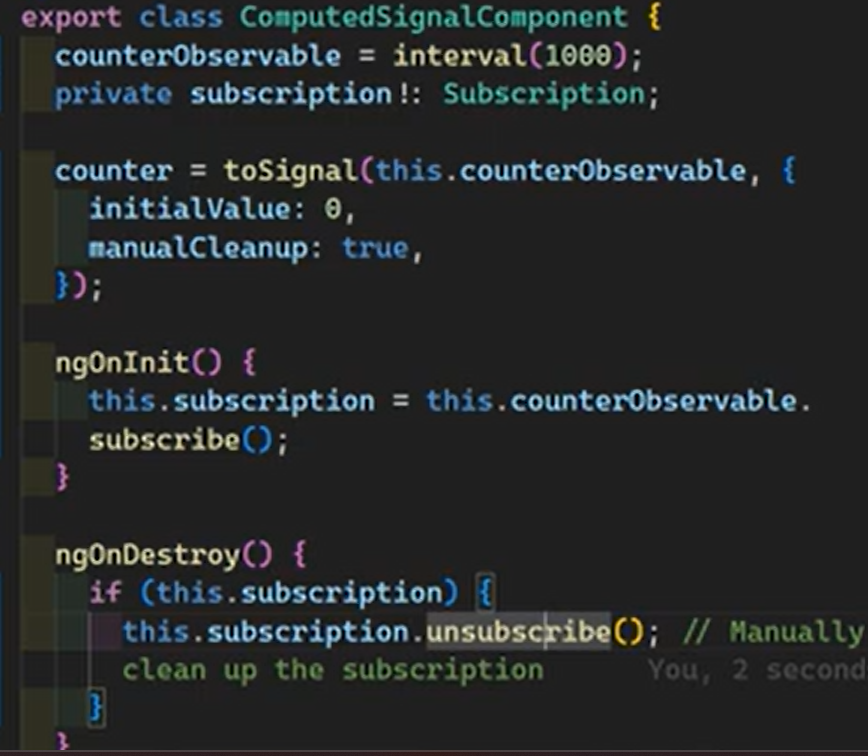 export class ComputedSignalComponent {
counterObservable = interval(1000);
private subscription!: Subscription;
counter = toSignal(this.counterObservable, {
initialValue: 0,
manualCleanup: true,
});
ngOnInit() {
this.subscription = this.counterObservable.
subscribe();
}
ngOnDestroy() {
if (this.subscription) {
this.subscription.unsubscribe(); // Manually
clean up the subscription You, 2 second
}
}